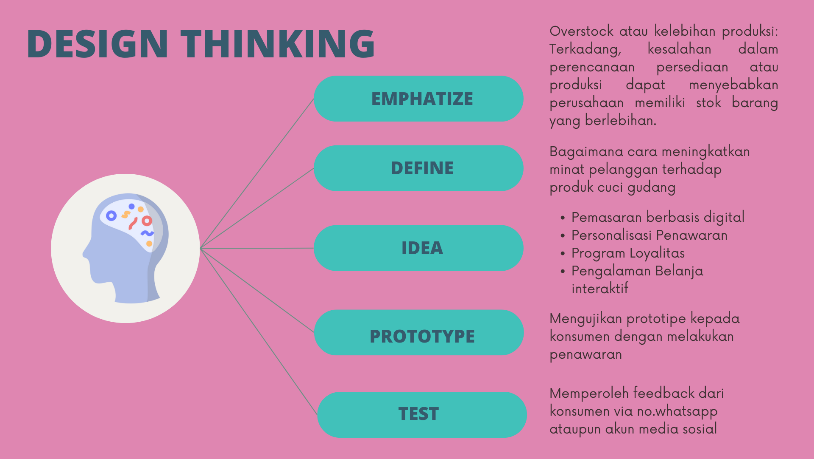 DESIGN THINKING
EMPHATIZE
Overstock atau kelebihan produksi:
Terkadang, kesalahan dalam
perencanaan persediaan atau
produksi dapat menyebabkan
perusahaan memiliki stok barang
yang berlebihan.
DEFINE
Bagaimana cara meningkatkan
minat pelanggan terhadap
produk cuci gudang
IDEA
• Pemasaran berbasis digital
• Personalisasi Penawaran
• Program Loyalitas
• Pengalaman Belanja
interaktif
PROTOTYPE
Mengujikan prototipe kepada
konsumen dengan melakukan
penawaran
TEST
Memperoleh feedback dari
konsumen via no.whatsapp
ataupun akun media sosial